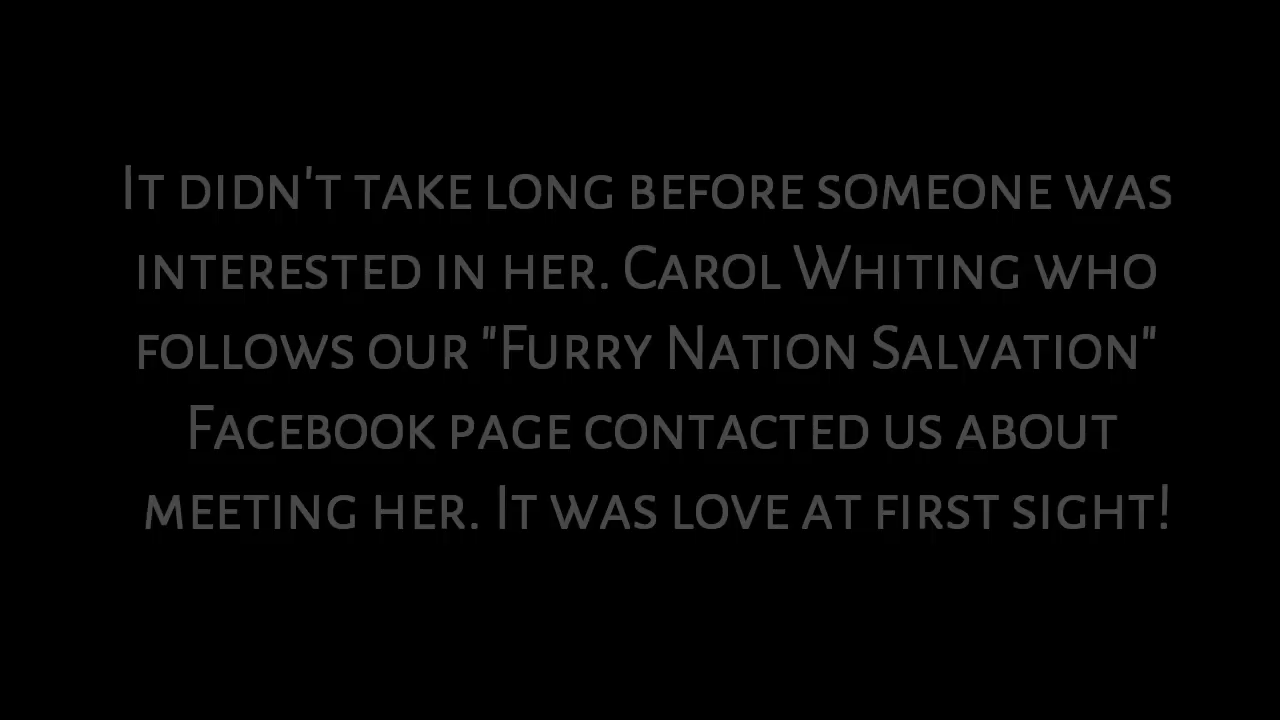 It didn't take long before someone was
interested in her. Carol Whiting who
follows our "Furry Nation Salvation"
Facebook page contacted us about
meeting her. It was love at first sight!